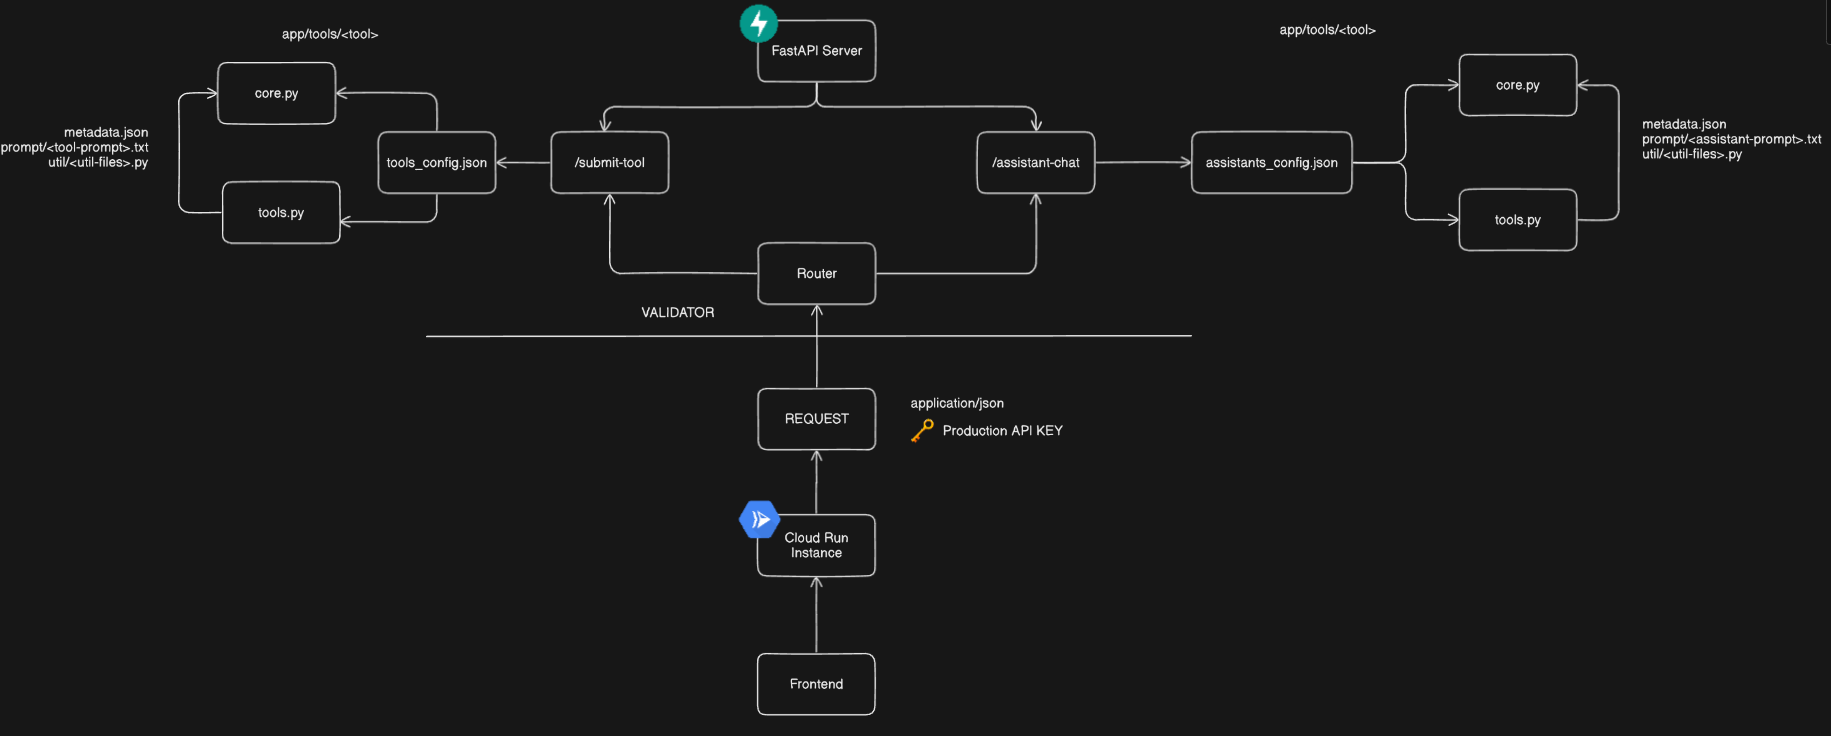 app/tools/<tool>
FastAPI Server
app/tools/<tool>
core.py
metadata.json
prompt/<tool-prompt>.txt
util/<util-files>.py
tools_config.json
/submit-tool
tools.py
/assistant-chat
assistants_config.json
core.py
metadata.json
prompt/<assistant-prompt>.txt
util/<util-files>.py
tools.py
Router
VALIDATOR
REQUEST
application/json
Production API KEY
Cloud Run
Instance
Frontend